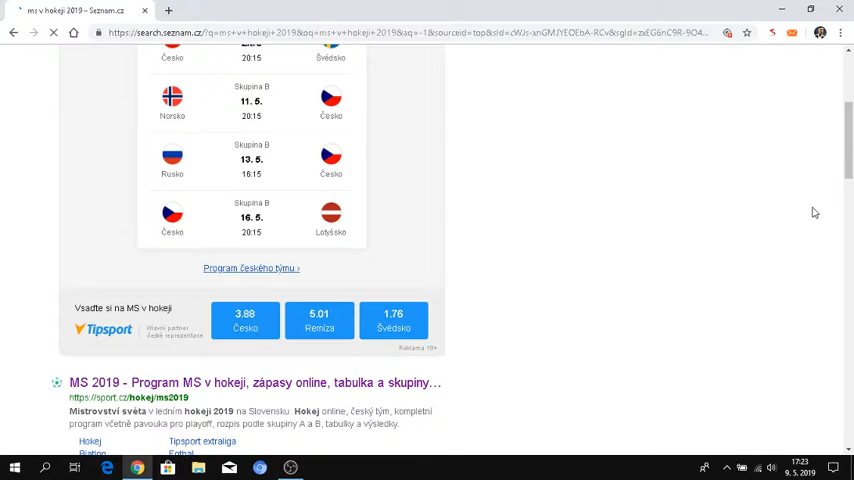 ms v hokeji 2019 – Seznam.cz
https://search.seznam.cz/?q=ms+v+hokeji+2019&oq=ms+v+hokeji+2019&aq=-1&sourceid=top&sId=cWJs-xnGMJYEOEbA-RCv&sgId=zxEG6nC9R-9O4...
Česko
20:15
Švédsko
Skupina B
11. 5.
Norsko
20:15
Česko
Skupina B
13. 5.
Rusko
16:15
Česko
Skupina B
16. 5.
Česko
20:15
Lotyšsko
Program českého týmu ›
Vsaďte si na MS v hokeji
Tipsport
Hlavní partner
české reprezentace
3.88
Česko
5.01
Remíza
1.76
Švédsko
Reklama 18+
MS 2019 - Program MS v hokeji, zápasy online, tabulka a skupiny...
https://sport.cz/hokej/ms2019
Mistrovství světa v ledním hokeji 2019 na Slovensku. Hokej online, český tým, kompletní
program včetně pavouka pro playoff, rozpis podle skupiny A a B, tabulky a výsledky.
Hokej
Tipsport extraliga
Biatlon
Fotbal
17:23
9. 5. 2019